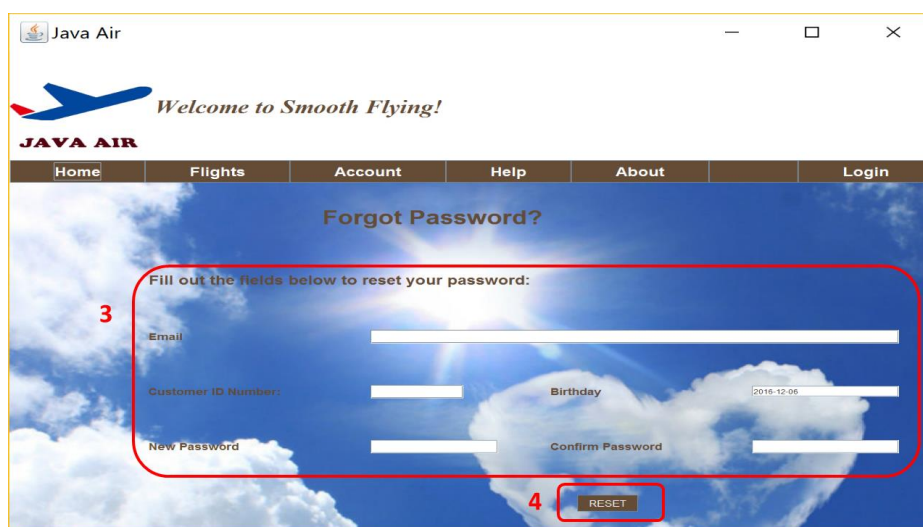 Java Air
Welcome to Smooth Flying!
JAVA AIR
Home Flights Account Help About Login
Forgot Password?
Fill out the fields below to reset your password:
3
Email
Customer ID Number: Birthday 2016-12-06
New Password Confirm Password
4 RESET